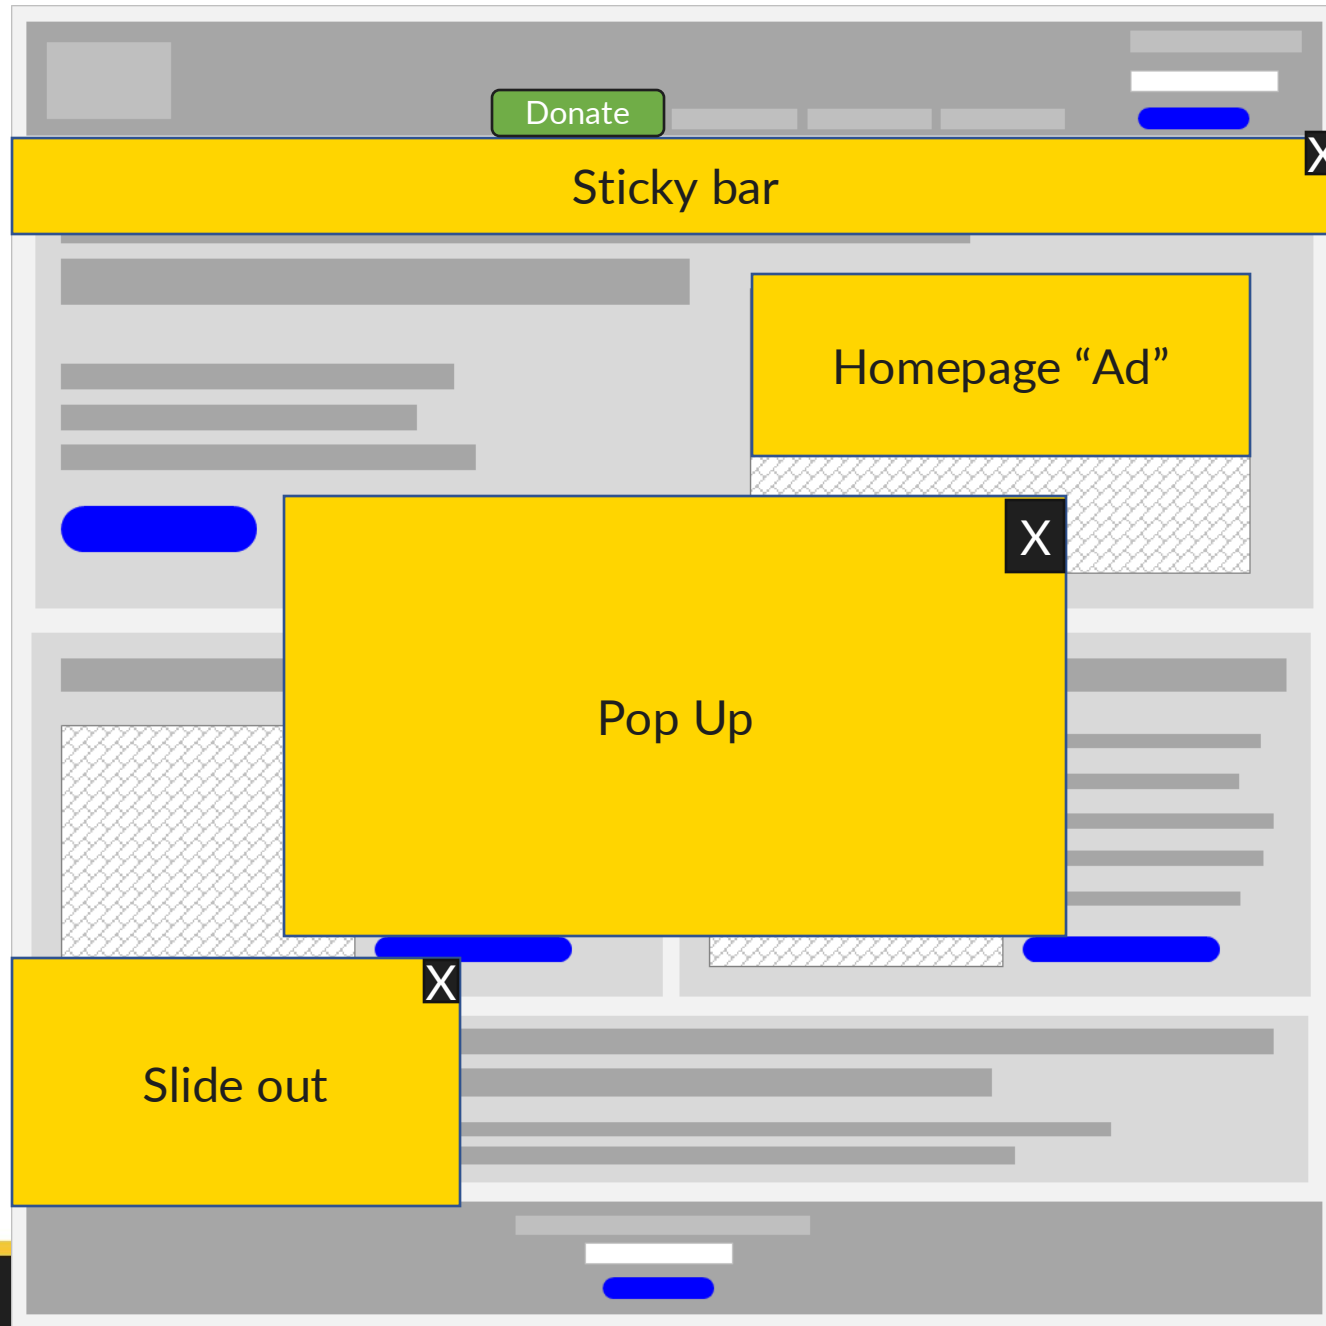 Donate
X
Sticky bar
Homepage “Ad”
X
Pop Up
X
Slide out